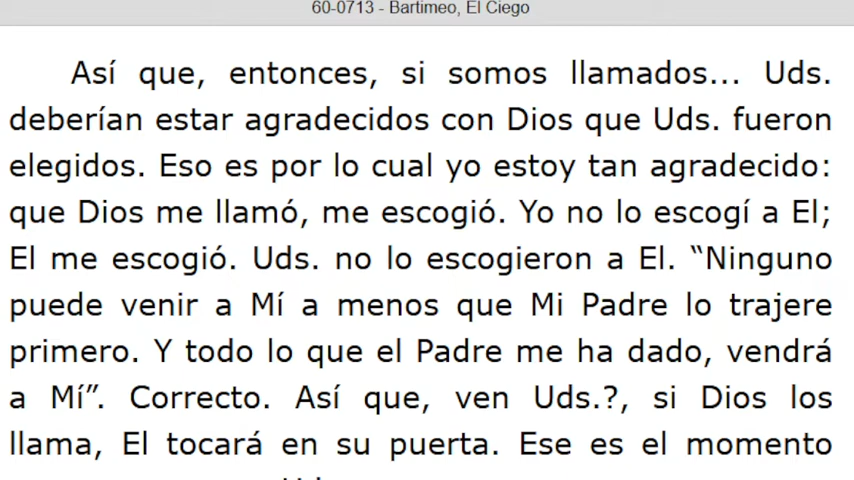 60-0713 - Bartimeo, El Ciego
Así que, entonces, si somos llamados... Uds.
deberían estar agradecidos con Dios que Uds. fueron
elegidos. Eso es por lo cual yo estoy tan agradecido:
que Dios me llamó, me escogió. Yo no lo escogí a El;
El me escogió. Uds. no lo escogieron a El. “Ninguno
puede venir a Mí a menos que Mi Padre lo trajere
primero. Y todo lo que el Padre me ha dado, vendrá
a Mí”. Correcto. Así que, ven Uds.?, si Dios los
llama, El tocará en su puerta. Ese es el momento